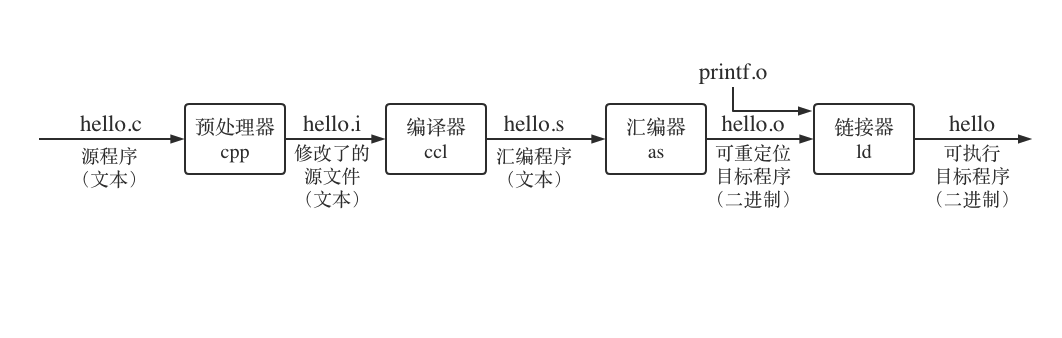 printf.o
hello.c
源程序
（文本）
预处理器
cpp
hello.i
修改了的
源文件
（文本）
编译器
ccl
hello.s
汇编程序
（文本）
汇编器
as
hello.o
可重定位
目标程序
（二进制）
链接器
ld
hello
可执行
目标程序
（二进制）